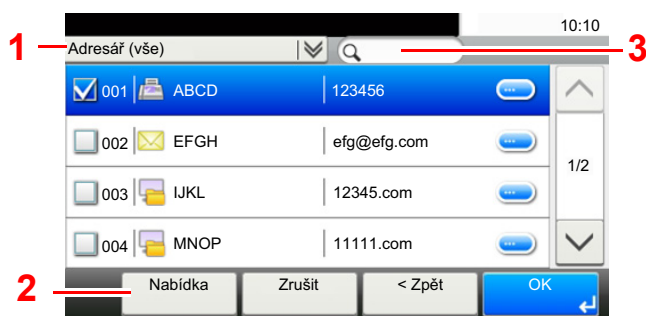 10:10
1 Adresář (vše) 3
001 ABCD 123456
002 EFGH efg@efg.com
1/2
003 IJKL 12345.com
004 MNOP 11111.com
2 Nabídka Zrušit < Zpět OK